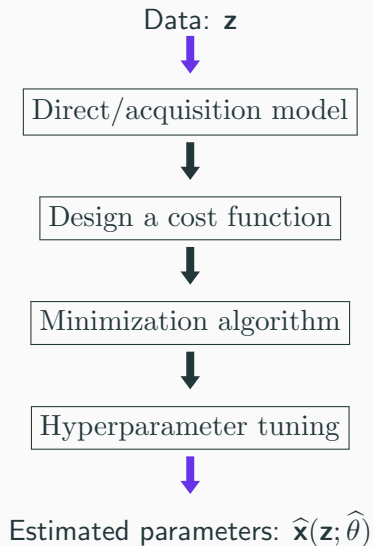 Data: z
Direct/acquisition model
Design a cost function
Minimization algorithm
Hyperparameter tuning
Estimated parameters: x̂(z; θ̂)